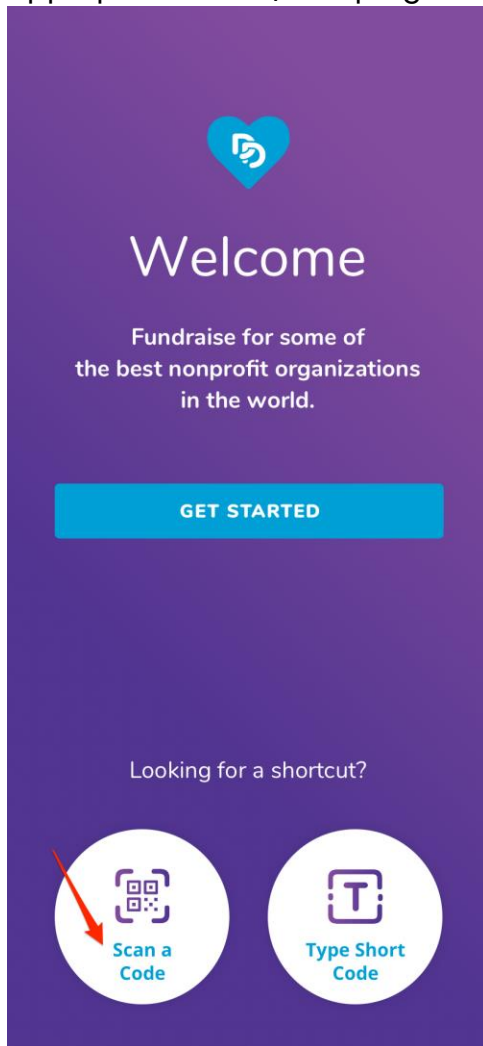 Welcome
Fundraise for some of
the best nonprofit organizations
in the world.
GET STARTED
Looking for a shortcut?
Scan a
Code
T
Type Short
Code